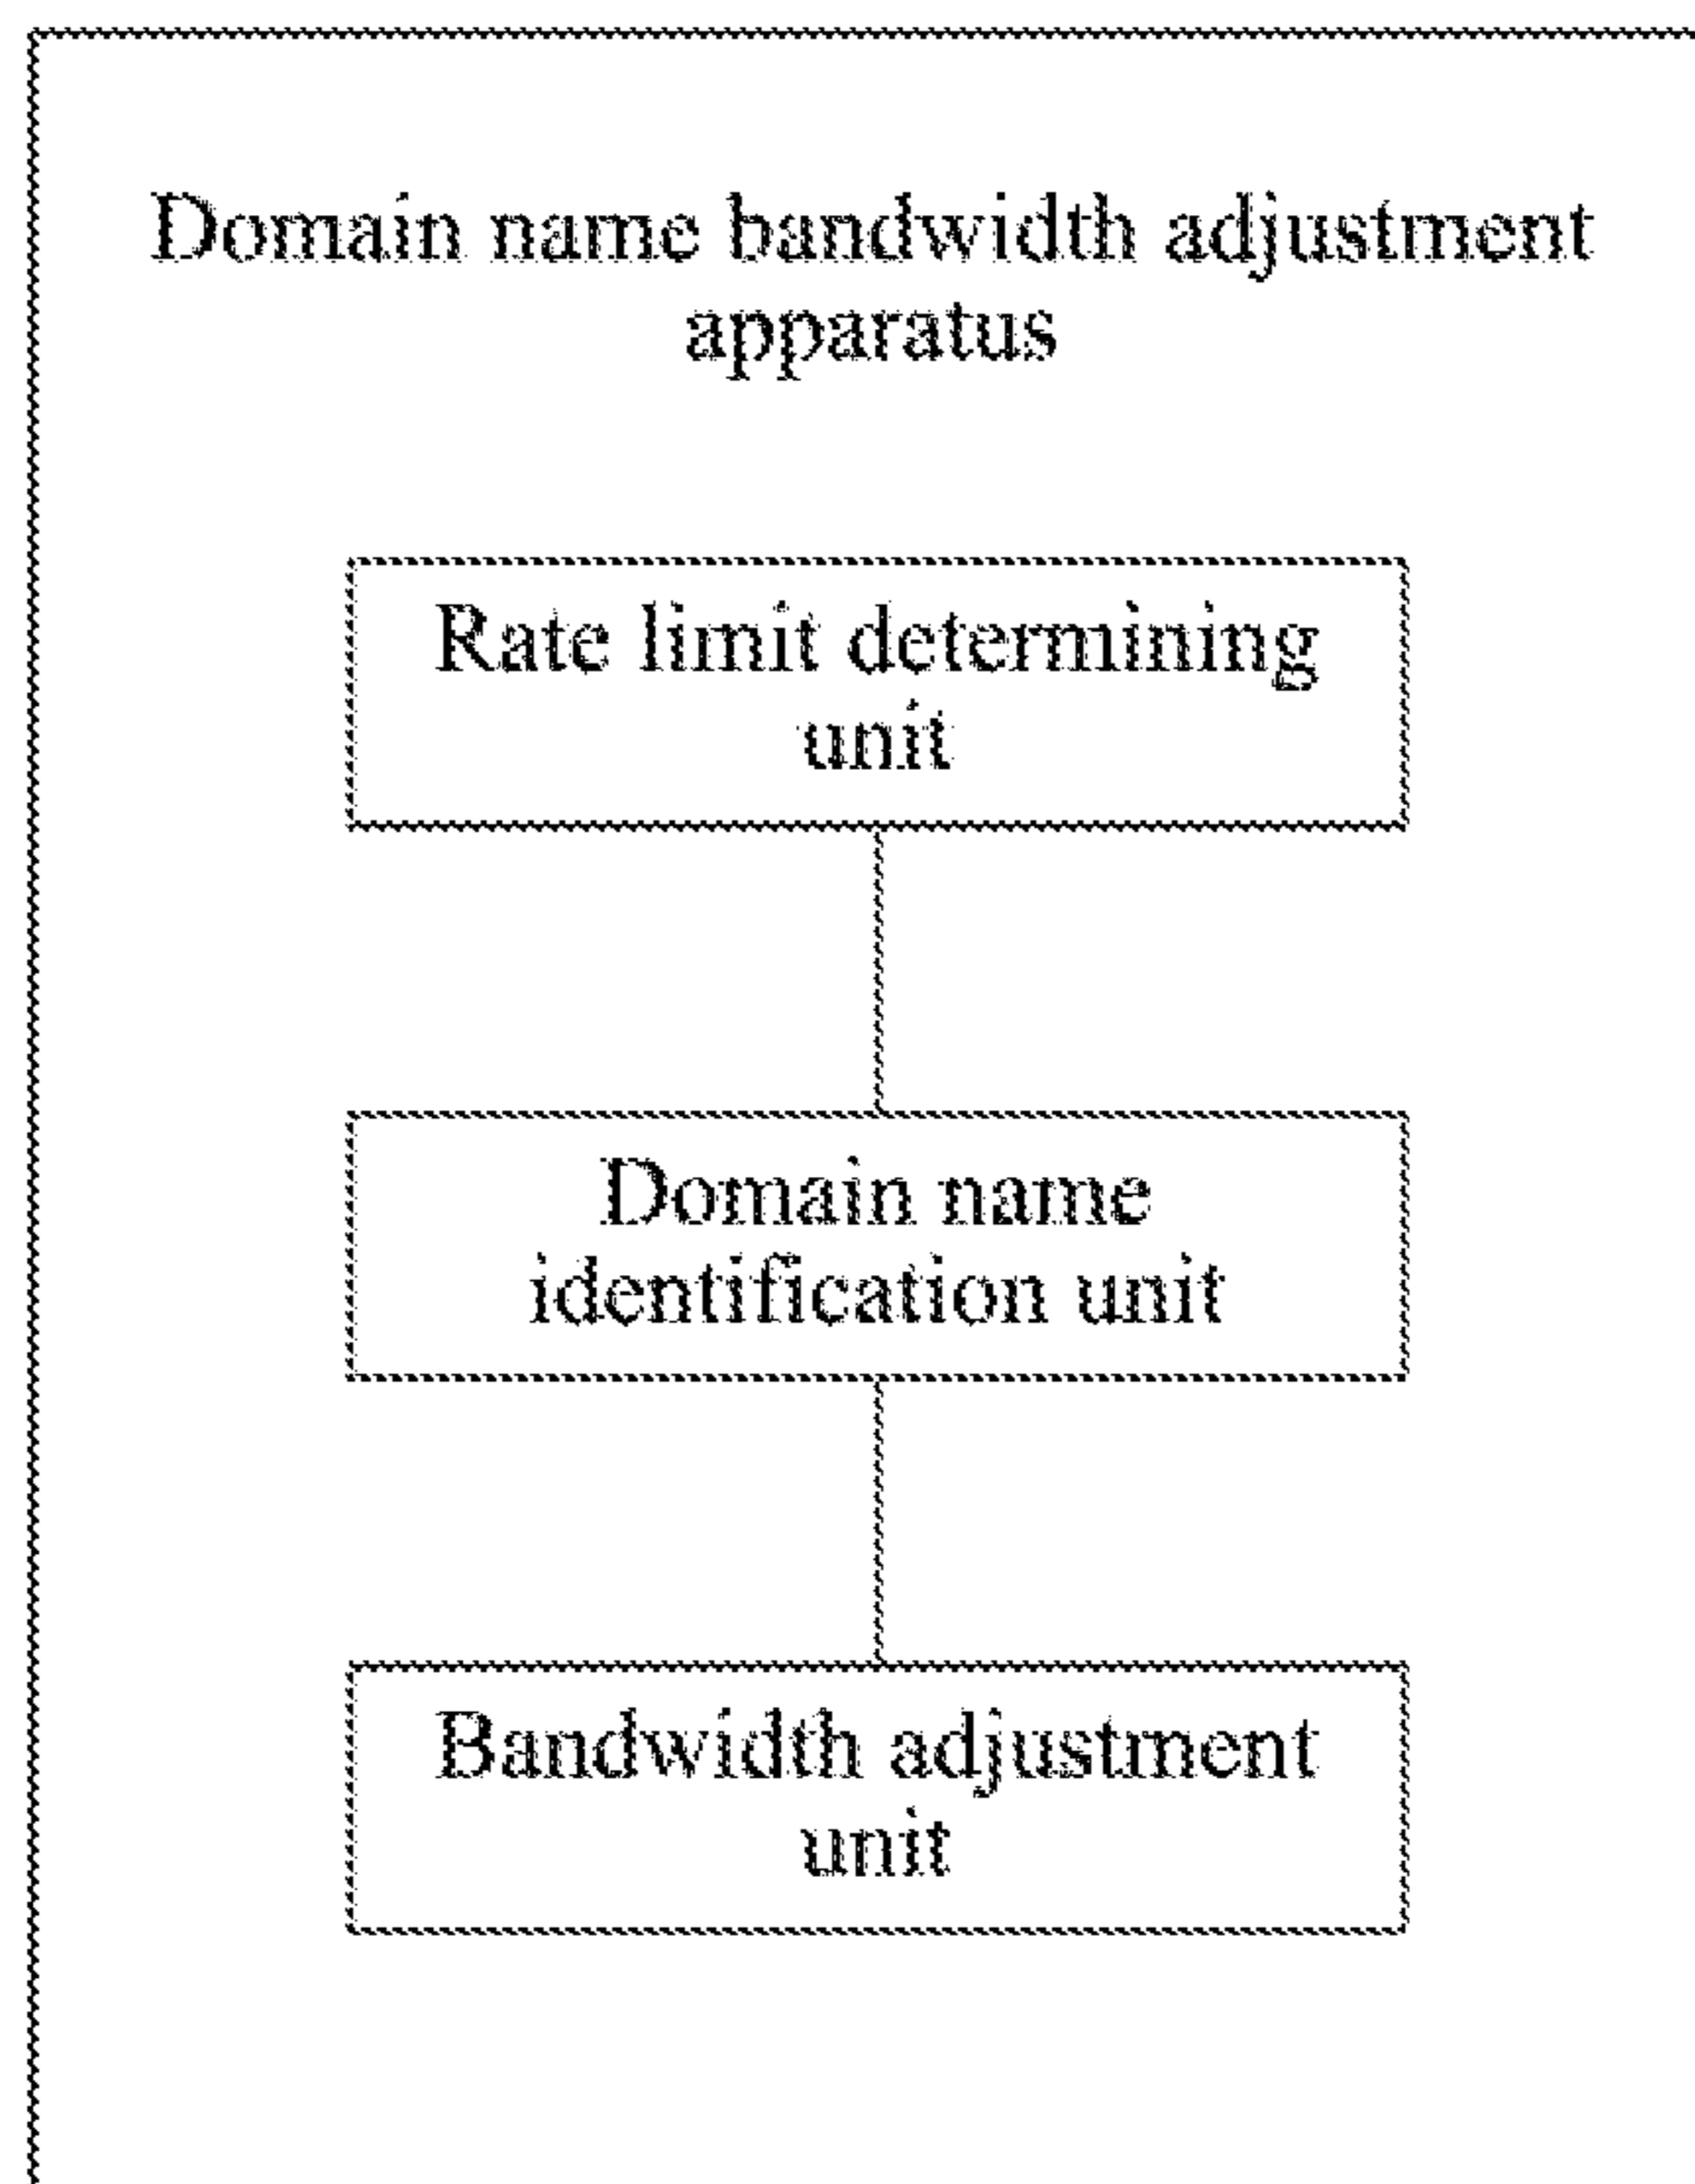 Domain name bandwidth adjustment
apparatus
Rate limit determining
unit
Domain name
identification unit
Bandwidth adjustment
unit